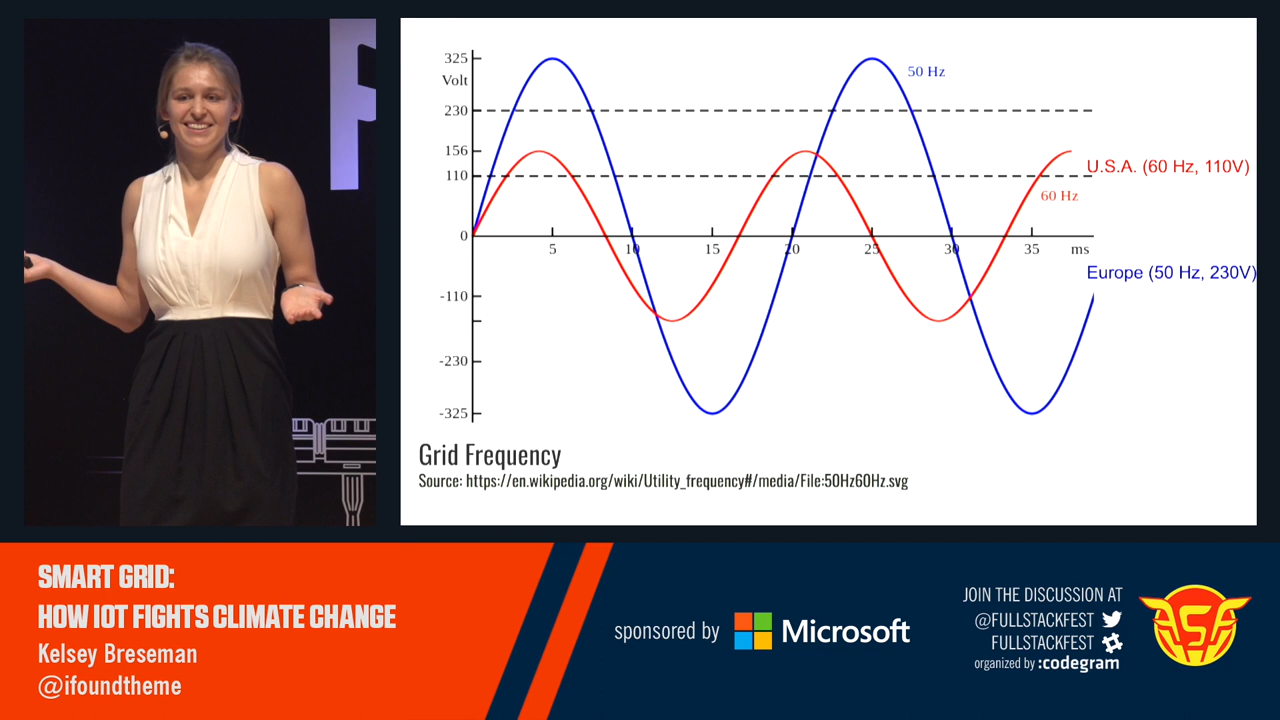 325
Volt
50 Hz
230
156
U.S.A. (60 Hz, 110V)
110
60 Hz
0
5 10 15 20 25 30 35 ms
Europe (50 Hz, 230V)
-110
-230
-325
Grid Frequency
Source: https://en.wikipedia.org/wiki/Utility_frequency#/media/File:50Hz60Hz.svg
SMART GRID:
HOW IOT FIGHTS CLIMATE CHANGE
Kelsey Breseman
@ifoundtheme
sponsored by Microsoft
JOIN THE DISCUSSION AT
@FULLSTACKFEST
FULLSTACKFEST
organized by :codegram
FSF